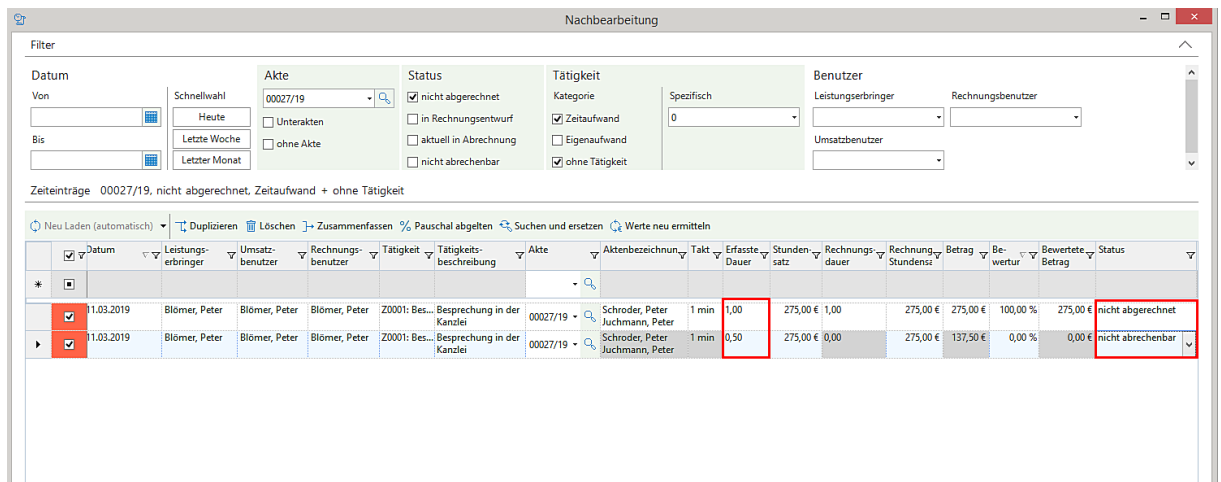 Nachbearbeitung
Filter
Datum
Von
Schnellwahl
Heute
Bis
Letzte Woche
Letzter Monat
Akte
00027/19
Unterakten
ohne Akte
Status
nicht abgerechnet
in Rechnungsentwurf
aktuell in Abrechnung
nicht abrechenbar
Tätigkeit
Kategorie
Spezifisch
Zeitaufwand
0
Eigenaufwand
ohne Tätigkeit
Benutzer
Leistungserbringer
Rechnungsbenutzer
Umsatzbenutzer
Zeiteinträge 00027/19, nicht abgerechnet, Zeitaufwand + ohne Tätigkeit
Neu Laden (automatisch) Duplizieren Löschen Zusammenfassen Pauschal abgelten Suchen und ersetzen Werte neu ermitteln
Datum Leistungs- Umsatz- Rechnungs- Tätigkeit Tätigkeits- Akte Aktenbezeichnun Takt Erfasste Stunden- Rechnungs- Rechnung Betrag Be- Bewertete Status
erbringer benutzer benutzer beschreibung Dauer satz dauer Stundensa wertur Betrag
11.03.2019 Blömer, Peter Blömer, Peter Blömer, Peter Z0001: Bes... Besprechung in der 00027/19 Schroder, Peter 1 min 1,00 275,00 € 1,00 275,00 € 275,00 € 100,00 % 275,00 € nicht abgerechnet
Kanzlei Juchmann, Peter
11.03.2019 Blömer, Peter Blömer, Peter Blömer, Peter Z0001: Bes... Besprechung in der 00027/19 Schroder, Peter 1 min 0,50 275,00 € 0,00 275,00 € 137,50 € 0,00 % 0,00 € nicht abrechenbar
Kanzlei Juchmann, Peter